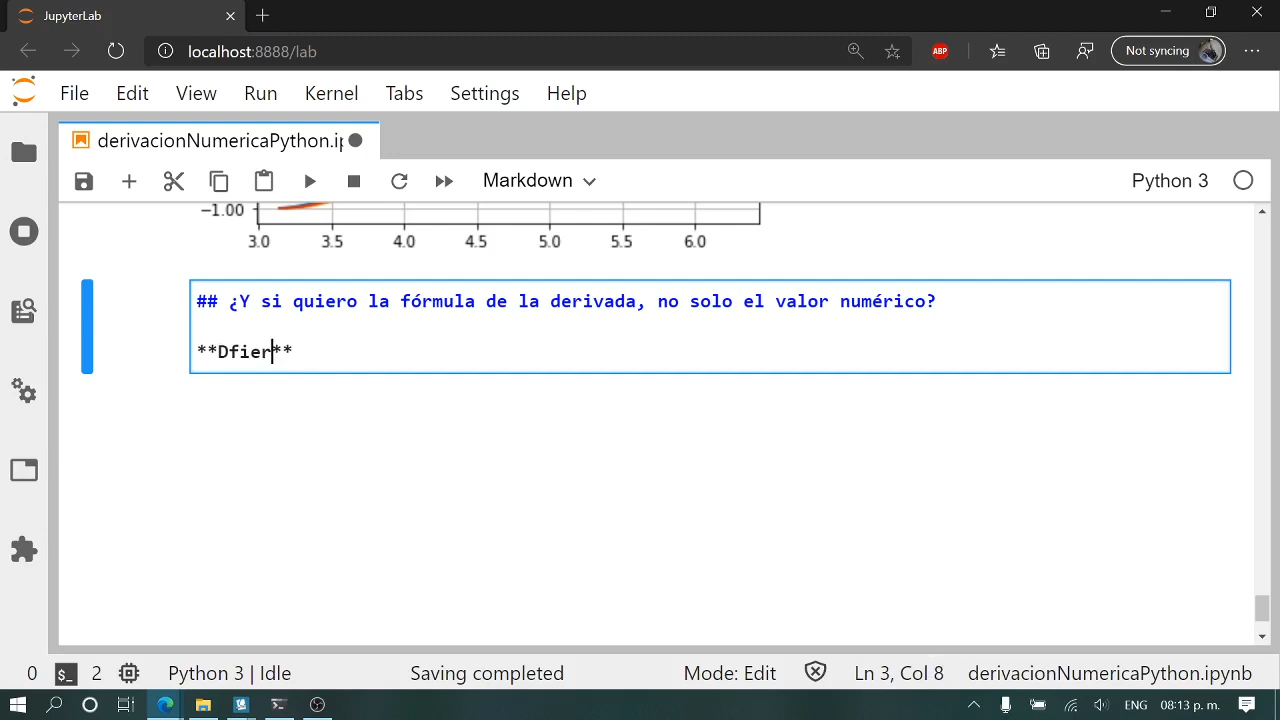 JupyterLab
localhost:8888/lab
ABP
Not syncing
File Edit View Run Kernel Tabs Settings Help
derivacionNumericaPython.ip
Markdown
Python 3
−1.00
3.0 3.5 4.0 4.5 5.0 5.5 6.0
## ¿Y si quiero la fórmula de la derivada, no solo el valor numérico?
**Dfier**
0 $_ 2 Python 3 | Idle Saving completed Mode: Edit Ln 3, Col 8 derivacionNumericaPython.ipynb
ENG 08:13 p. m.